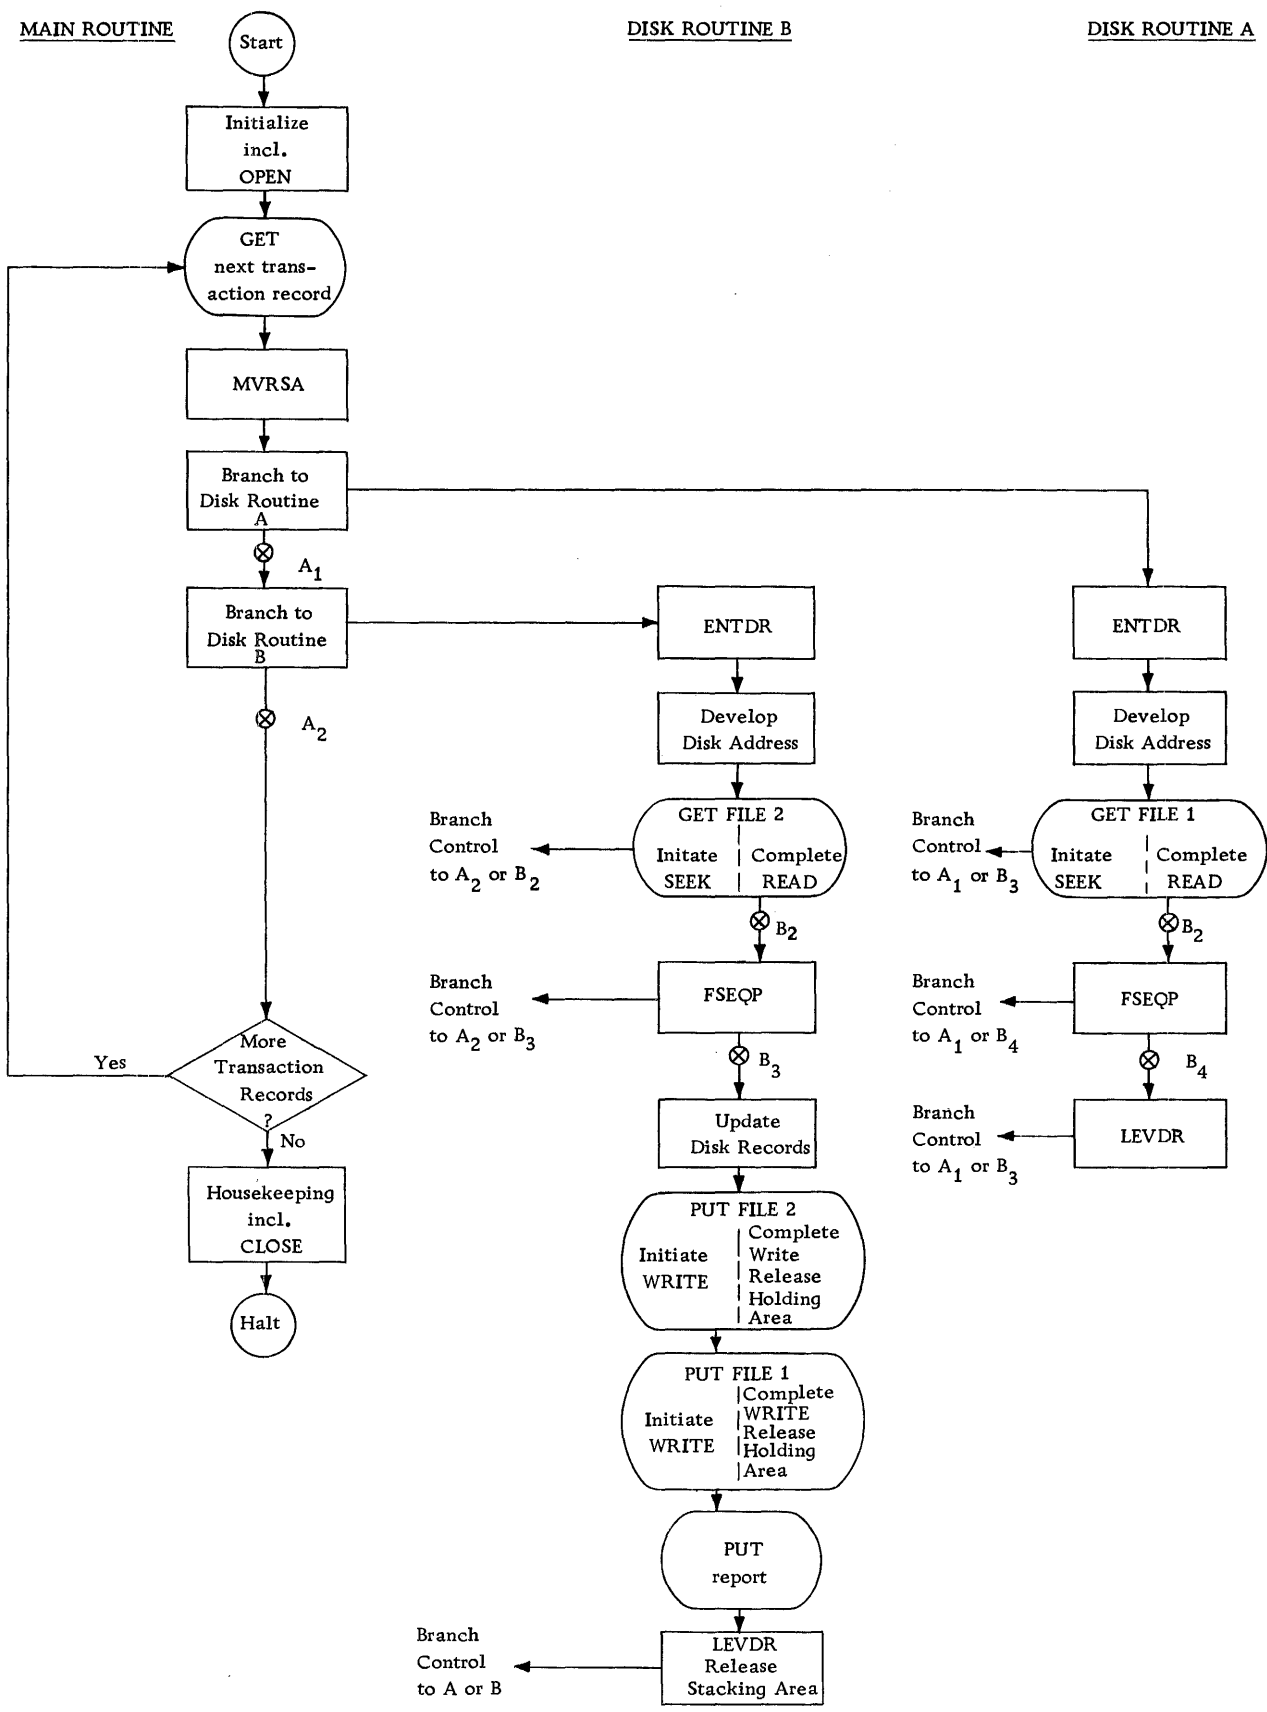 MAIN ROUTINE
DISK ROUTINE B
DISK ROUTINE A
Start
Initialize
incl.
OPEN
GET
next trans-
action record
MVRSA
Branch to
Disk Routine
A
A1
Branch to
Disk Routine
B
A2
More
Transaction
Records
?
Yes
No
Housekeeping
incl.
CLOSE
Halt
ENTDR
Develop
Disk Address
GET FILE 2
Initate
SEEK
Complete
READ
Branch
Control
to A2 or B2
B2
FSEQP
Branch
Control
to A2 or B3
B3
Update
Disk Records
PUT FILE 2
Initiate
WRITE
Complete
Write
Release
Holding
Area
PUT FILE 1
Initiate
WRITE
Complete
WRITE
Release
Holding
Area
PUT
report
LEVDR
Release
Stacking Area
Branch
Control
to A or B
ENTDR
Develop
Disk Address
GET FILE 1
Initate
SEEK
Complete
READ
Branch
Control
to A1 or B3
B2
FSEQP
Branch
Control
to A1 or B4
B4
LEVDR
Branch
Control
to A1 or B3